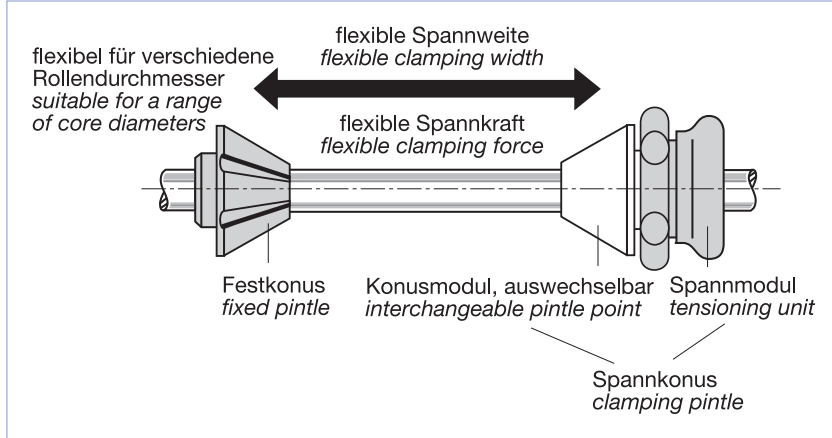 flexibel für verschiedene
Rollendurchmesser
suitable for a range
of core diameters
flexible Spannweite
flexible clamping width
flexible Spannkraft
flexible clamping force
Festkonus
fixed pintle
Konusmodul, auswechselbar
interchangeable pintle point
Spannmodul
tensioning unit
Spannkonus
clamping pintle